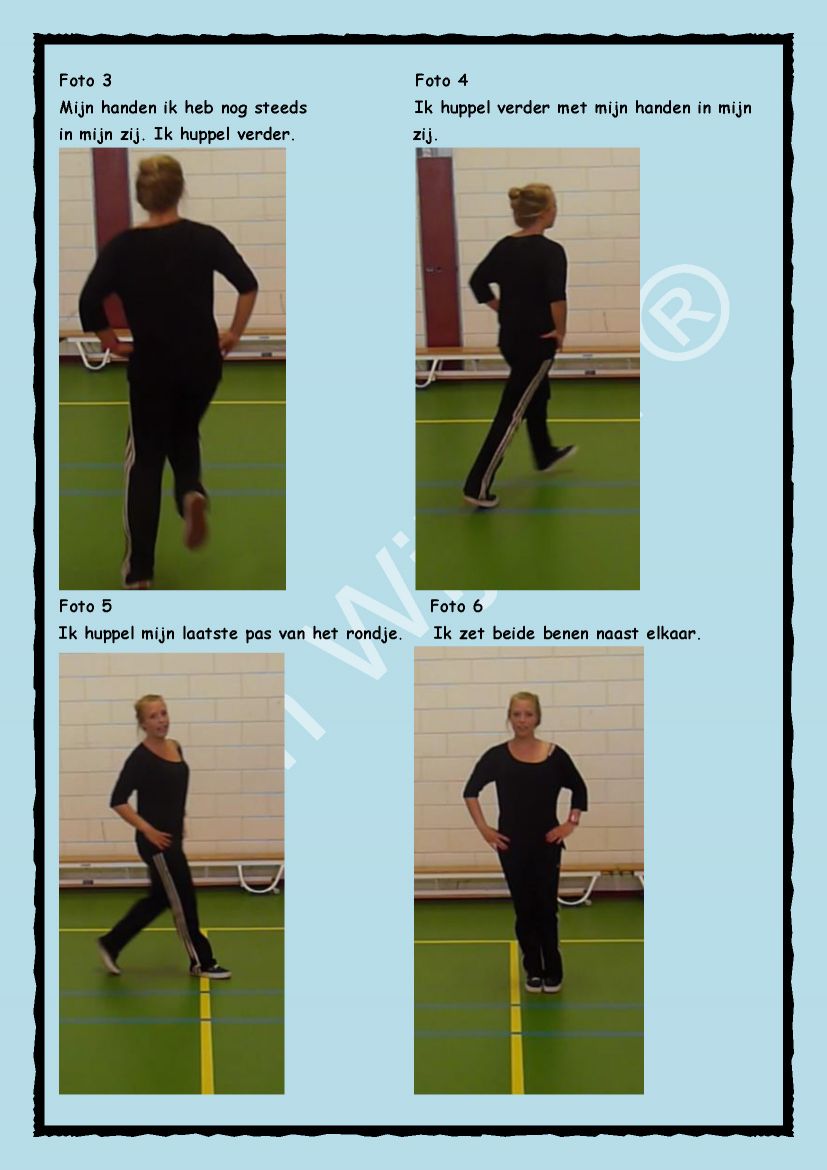 Foto 3
Mijn handen ik heb nog steeds
in mijn zij. Ik huppel verder.
Foto 4
Ik huppel verder met mijn handen in mijn
zij.
Foto 5
Ik huppel mijn laatste pas van het rondje.
Foto 6
Ik zet beide benen naast elkaar.
®